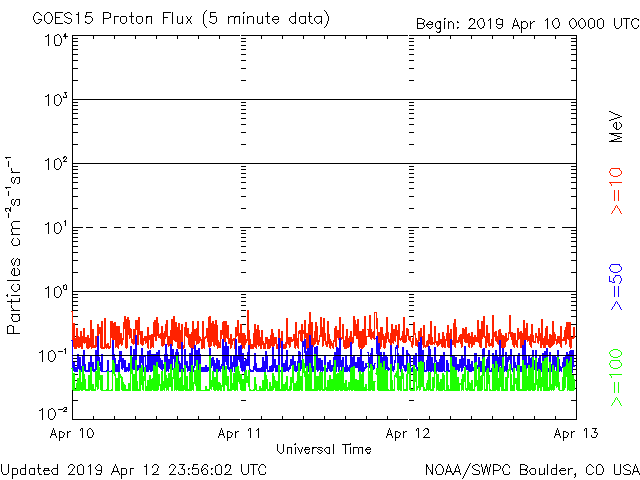 GOES15 Proton Flux (5 minute data)
Begin: 2019 Apr 10 0000 UTC
Particles cm⁻²s⁻¹sr⁻¹
10⁴
10³
10²
10¹
10⁰
10⁻¹
10⁻²
MeV
>=10
>=50
>=100
Apr 10 Apr 11 Apr 12 Apr 13
Universal Time
Updated 2019 Apr 12 23:56:02 UTC
NOAA/SWPC Boulder, CO USA